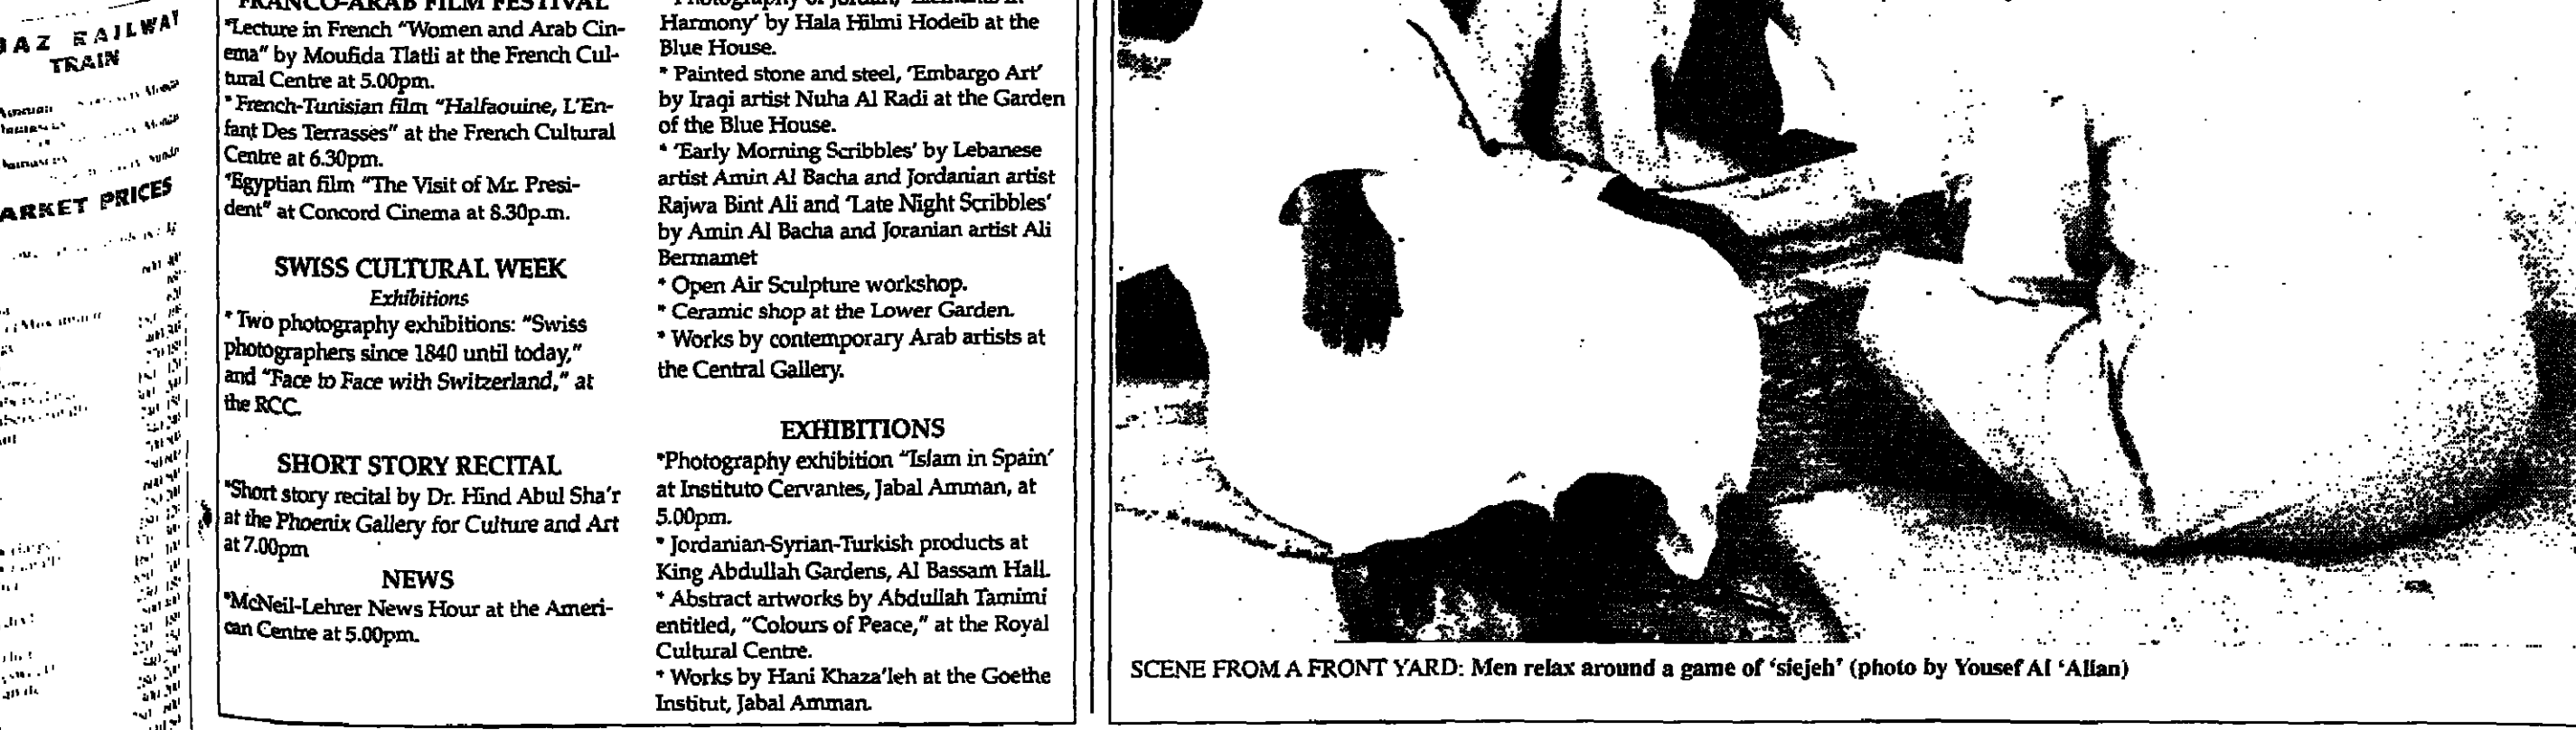 RAILWAY
TRAIN
MARKET PRICES
FRANCO-ARAB FILM FESTIVAL
*Lecture in French "Women and Arab Cin-
ema" by Moufida Tlatli at the French Cul-
tural Centre at 5.00pm.
* French-Tunisian film "Halfaouine, L'En-
fant Des Terrasses" at the French Cultural
Centre at 6.30pm.
*Egyptian film "The Visit of Mr. Presi-
dent" at Concord Cinema at 8.30p.m.
SWISS CULTURAL WEEK
Exhibitions
* Two photography exhibitions: "Swiss
photographers since 1840 until today,"
and "Face to Face with Switzerland," at
the RCC.
SHORT STORY RECITAL
*Short story recital by Dr. Hind Abul Sha'r
at the Phoenix Gallery for Culture and Art
at 7.00pm
NEWS
*McNeil-Lehrer News Hour at the Ameri-
can Centre at 5.00pm.
Harmony' by Hala Hilmi Hodeib at the
Blue House.
* Painted stone and steel, 'Embargo Art'
by Iraqi artist Nuha Al Radi at the Garden
of the Blue House.
* 'Early Morning Scribbles' by Lebanese
artist Amin Al Bacha and Jordanian artist
Rajwa Bint Ali and 'Late Night Scribbles'
by Amin Al Bacha and Joranian artist Ali
Bermamet
* Open Air Sculpture workshop.
* Ceramic shop at the Lower Garden.
* Works by contemporary Arab artists at
the Central Gallery.
EXHIBITIONS
*Photography exhibition "Islam in Spain'
at Instituto Cervantes, Jabal Amman, at
5.00pm.
* Jordanian-Syrian-Turkish products at
King Abdullah Gardens, Al Bassam Hall.
* Abstract artworks by Abdullah Tamimi
entitled, "Colours of Peace," at the Royal
Cultural Centre.
* Works by Hani Khaza'leh at the Goethe
Institut, Jabal Amman.
SCENE FROM A FRONT YARD: Men relax around a game of 'siejeh' (photo by Yousef Al 'Allan)